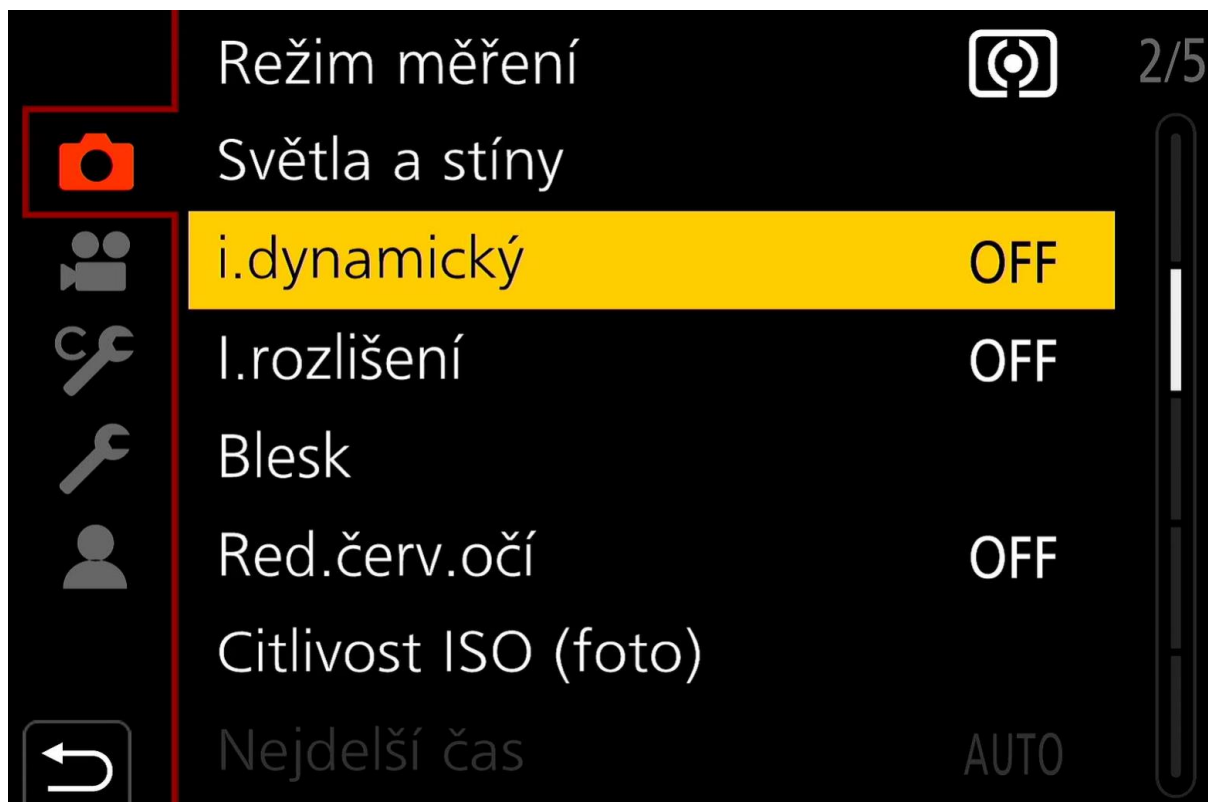 Režim měření
2/5
Světla a stíny
i.dynamický OFF
I.rozlišení OFF
C
Blesk
Red.červ.očí OFF
Citlivost ISO (foto)
Nejdelší čas AUTO